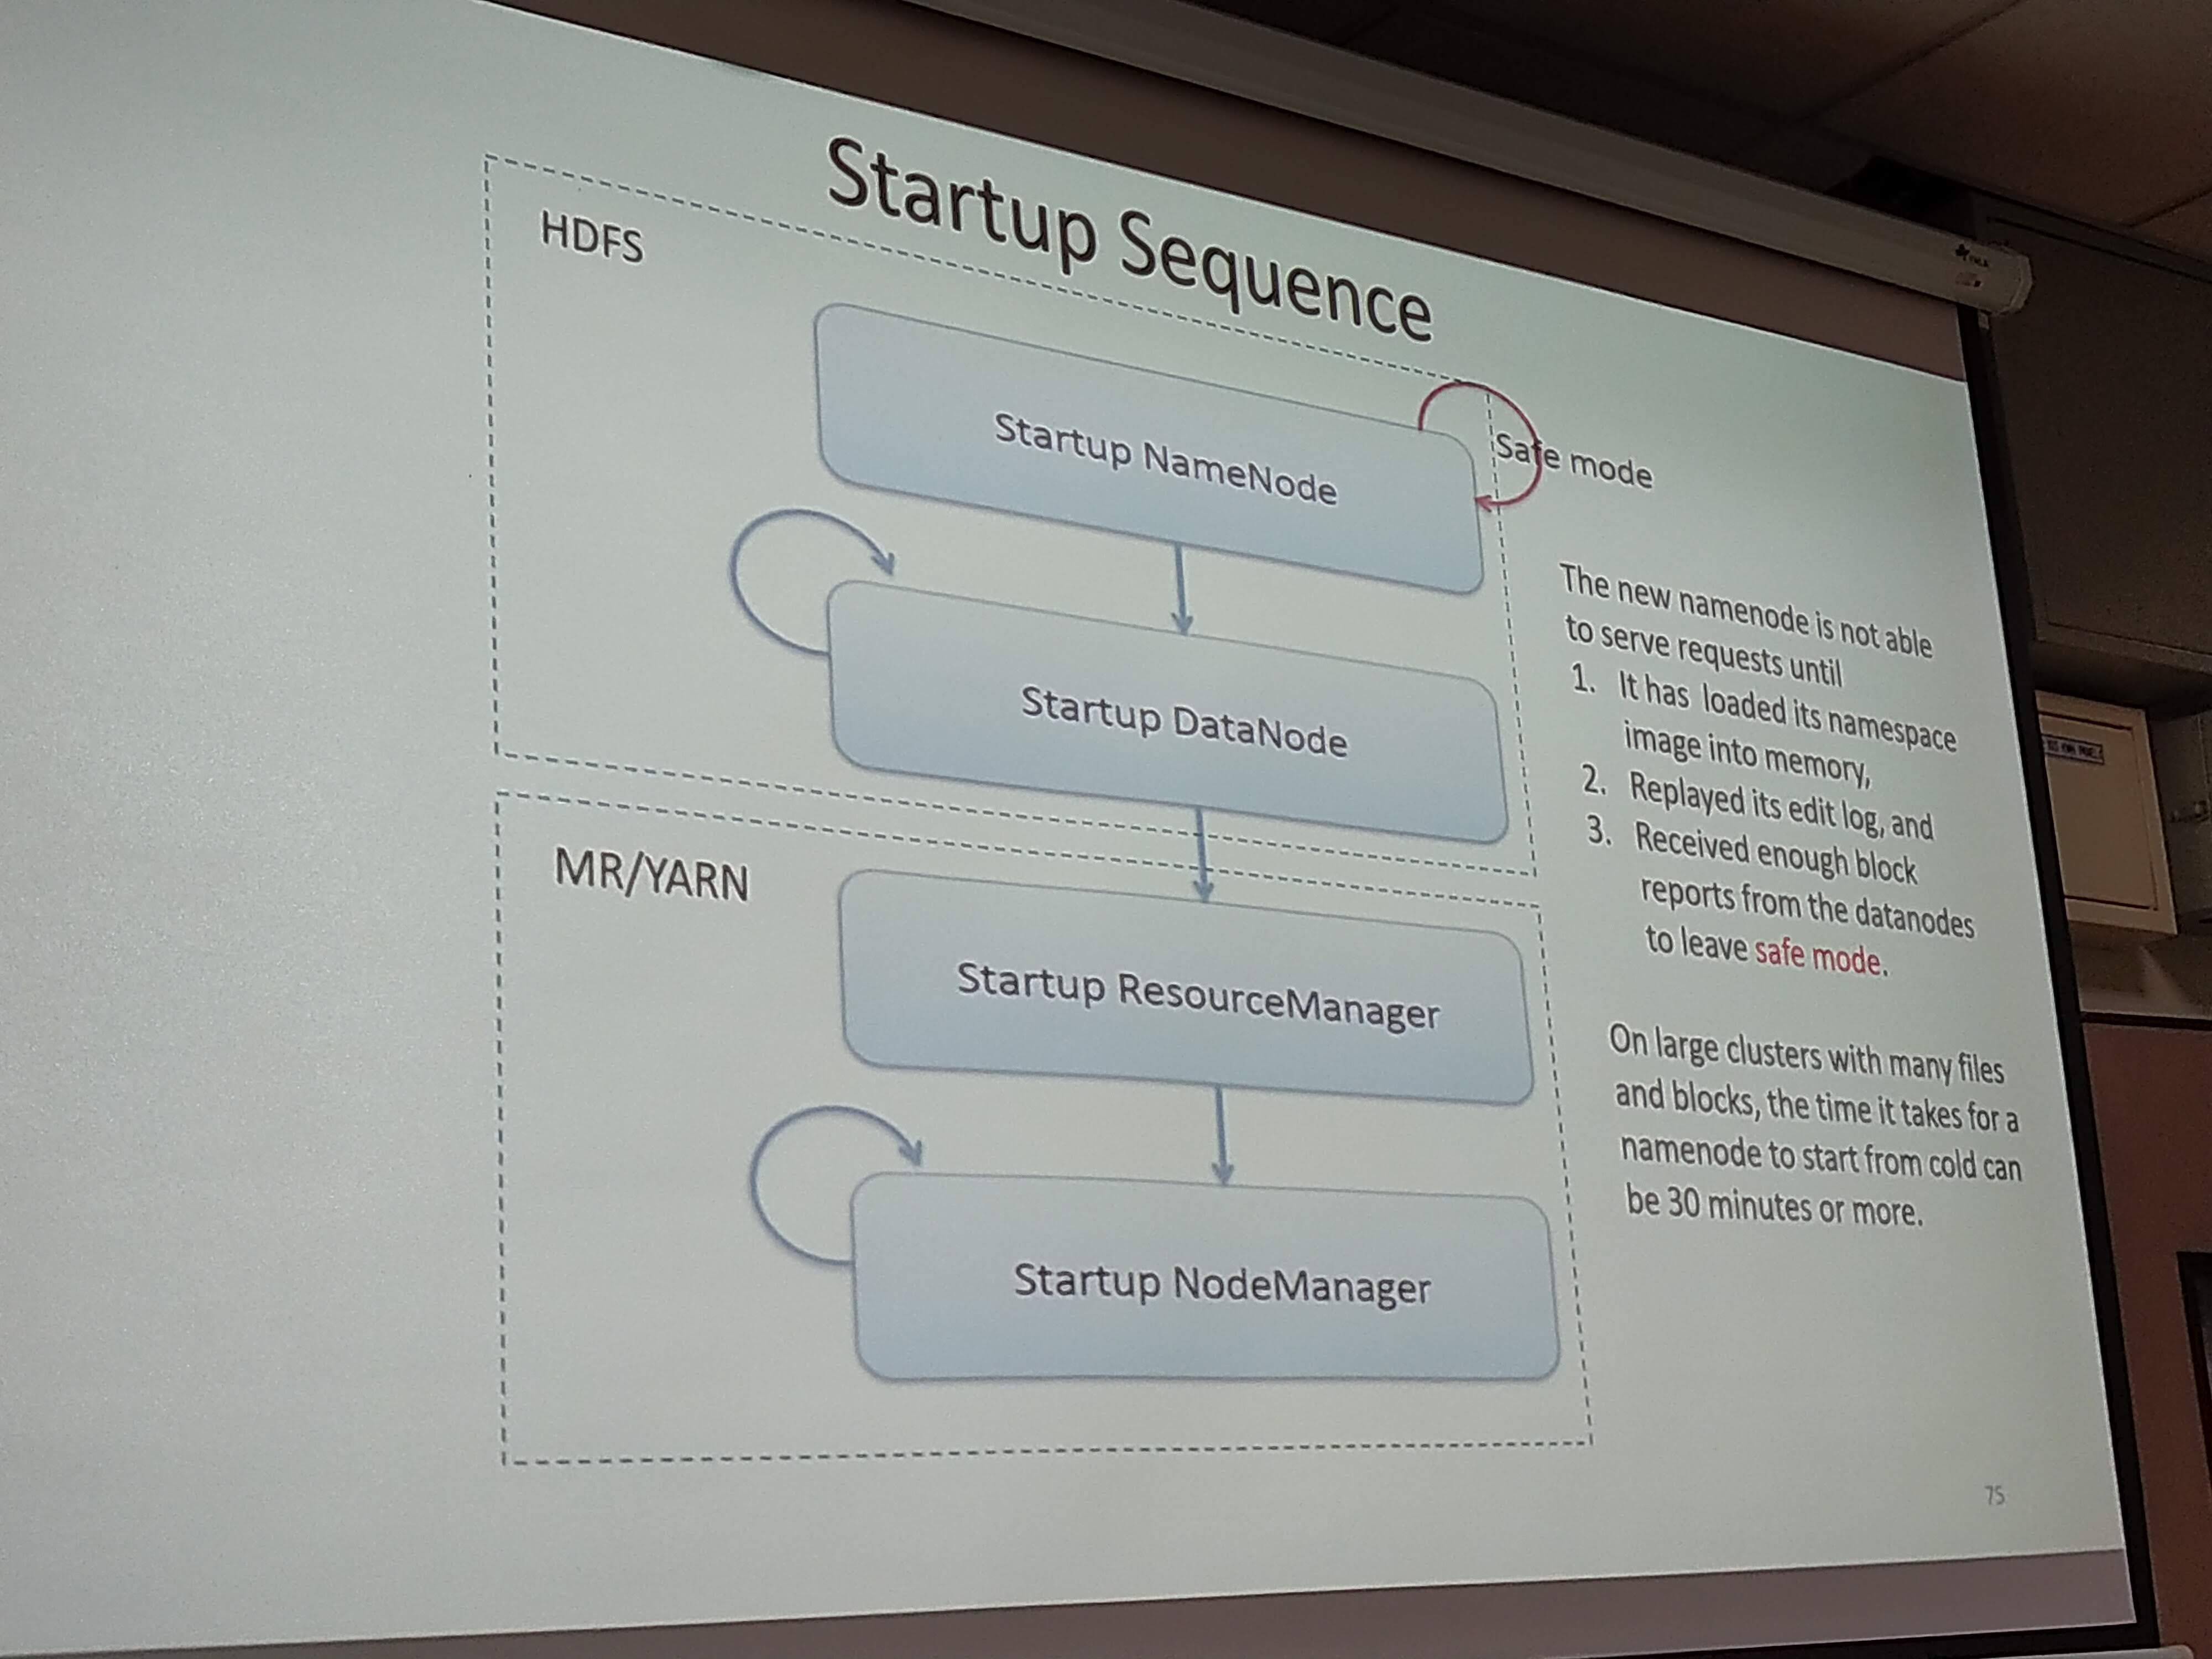 Startup Sequence
HDFS
Startup NameNode
Safe mode
Startup DataNode
MR/YARN
Startup ResourceManager
Startup NodeManager
The new namenode is not able
to serve requests until
1. It has loaded its namespace
image into memory,
2. Replayed its edit log, and
3. Received enough block
reports from the datanodes
to leave safe mode.
On large clusters with many files
and blocks, the time it takes for a
namenode to start from cold can
be 30 minutes or more.
75